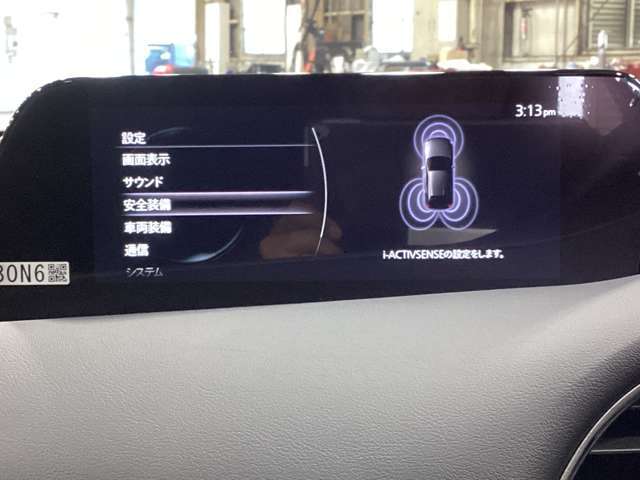 3:13pm
設定
画面表示
サウンド
安全装備
車両装備
通信
システム
i-ACTIVSENSEの設定をします。
30N6